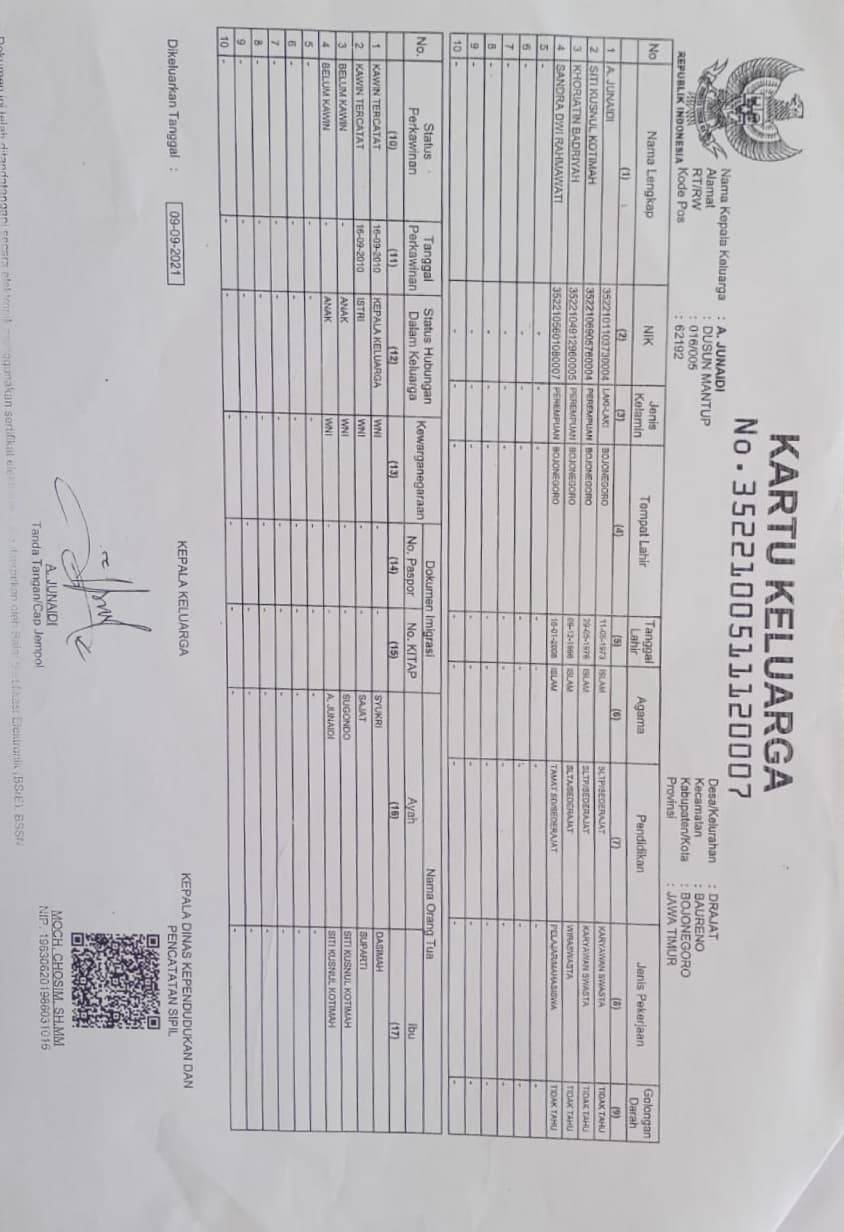 KARTU KELUARGA
No. 3522100511120007
REPUBLIK INDONESIA
Nama Kepala Keluarga : A. JUNAIDI
Alamat : DUSUN MANTUP
RT/RW : 016/005
Kode Pos : 62192
Desa/Kelurahan : DRAJAT
Kecamatan : BAURENO
Kabupaten/Kota : BOJONEGORO
Provinsi : JAWA TIMUR
No Nama Lengkap NIK Jenis Kelamin Tempat Lahir Tanggal Lahir Agama Pendidikan Jenis Pekerjaan Golongan Darah
(1) (2) (3) (4) (5) (6) (7) (8) (9)
1 A. JUNAIDI 3522101103730004 LAKI-LAKI BOJONEGORO 11-03-1973 ISLAM SLTP/SEDERAJAT KARYAWAN SWASTA TIDAK TAHU
2 SITI KUSNUL KOTIMAH 3522106905760004 PEREMPUAN BOJONEGORO 29-05-1976 ISLAM SLTP/SEDERAJAT KARYAWAN SWASTA TIDAK TAHU
3 KHORIATIN BADRIYAH 3522104912960005 PEREMPUAN BOJONEGORO 09-12-1996 ISLAM SLTA/SEDERAJAT WIRASWASTA TIDAK TAHU
4 SANDRA DWI RAHMAWATI 3522105601080007 PEREMPUAN BOJONEGORO 16-01-2008 ISLAM TAMAT SD/SEDERAJAT PELAJAR/MAHASISWA TIDAK TAHU
5 - - - - - - - - -
6 - - - - - - - - -
7 - - - - - - - - -
8 - - - - - - - - -
9 - - - - - - - - -
10 - - - - - - - - -
No. Status Perkawinan Tanggal Perkawinan Status Hubungan Dalam Keluarga Kewarganegaraan Dokumen Imigrasi Nama Orang Tua
No. Paspor No. KITAP Ayah Ibu
(10) (11) (12) (13) (14) (15) (16) (17)
1 KAWIN TERCATAT 16-09-2010 KEPALA KELUARGA WNI - - SYUKRI DASIMAH
2 KAWIN TERCATAT 16-09-2010 ISTRI WNI - - SAJAT SUPARTI
3 BELUM KAWIN - ANAK WNI - - SUGONDO SITI KUSNUL KOTIMAH
4 BELUM KAWIN - ANAK WNI - - A. JUNAIDI SITI KUSNUL KOTIMAH
5 - - - - - - - -
6 - - - - - - - -
7 - - - - - - - -
8 - - - - - - - -
9 - - - - - - - -
10 - - - - - - - -
Dikeluarkan Tanggal : 09-09-2021
KEPALA KELUARGA
A. JUNAIDI
Tanda Tangan/Cap Jempol
KEPALA DINAS KEPENDUDUKAN DAN
PENCATATAN SIPIL
MOCH. CHOSIM, SH.MM
NIP. 196306201986031016
Dokumen ini telah ditandatangani secara elektronik menggunakan sertifikat oleh Balai Sertifikasi Elektronik (BSrE), BSSN